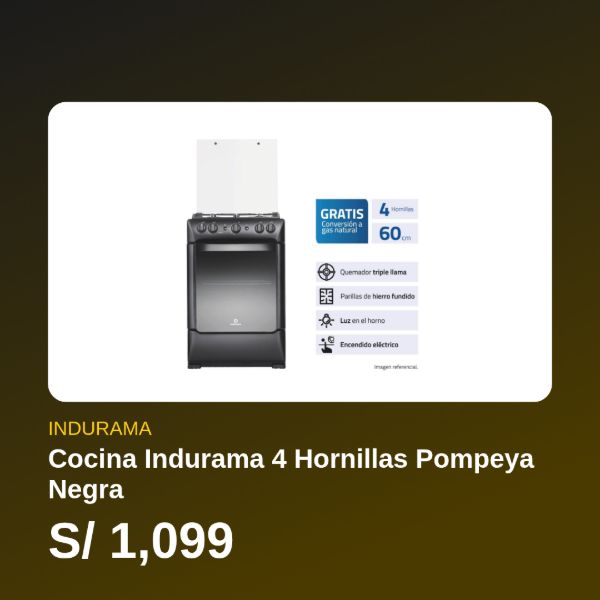 GRATIS
Conversión a
gas natural
4 Hornillas
60cm
Quemador triple llama
Parillas de hierro fundido
Luz en el horno
Encendido eléctrico
Imagen referencial.
INDURAMA
Cocina Indurama 4 Hornillas Pompeya
Negra
S/ 1,099